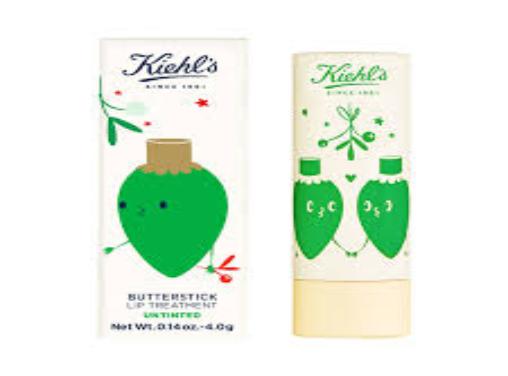 Kiehl's
SINCE 1851
BUTTERSTICK
LIP TREATMENT
UNTINTED
Net Wt. 0.14 oz. - 4.0g
Kiehl's
SINCE 1851